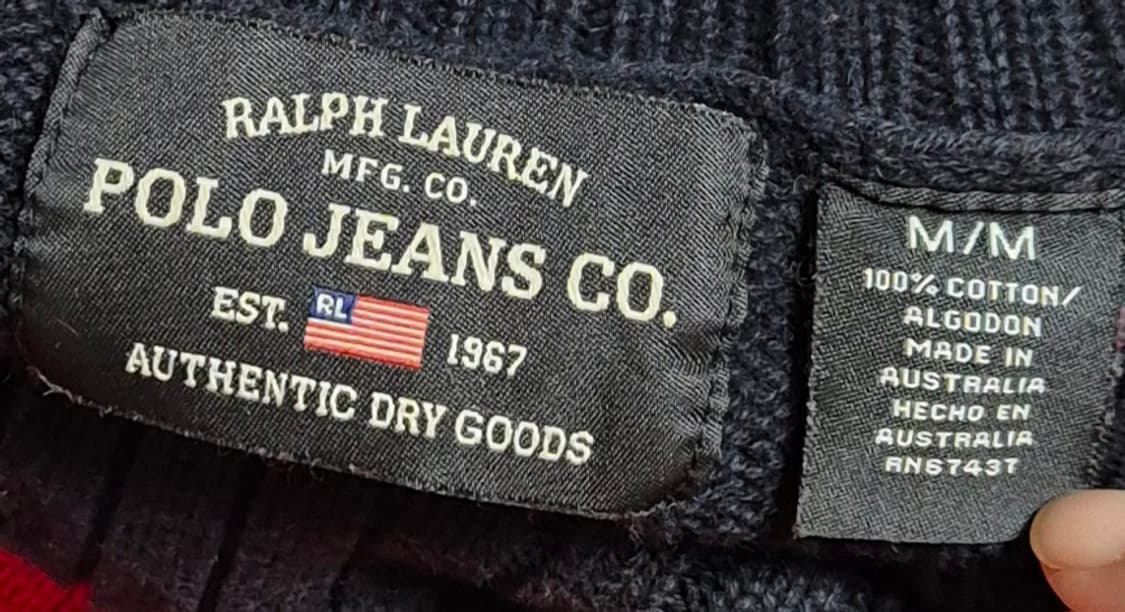 RALPH LAUREN
MFG. CO.
POLO JEANS CO.
EST. RL 1967
AUTHENTIC DRY GOODS
M/M
100% COTTON/
ALGODON
MADE IN
AUSTRALIA
HECHO EN
AUSTRALIA
RN6743T